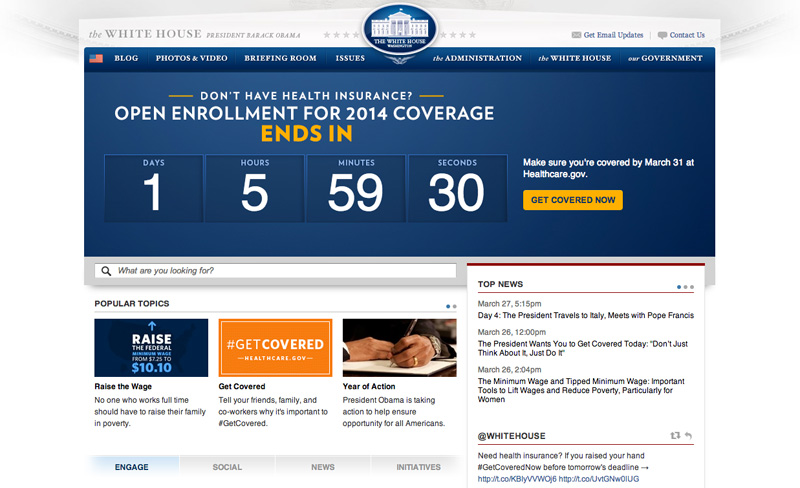 the WHITE HOUSE PRESIDENT BARACK OBAMA
THE WHITE HOUSE
WASHINGTON
Get Email Updates
Contact Us
BLOG
PHOTOS & VIDEO
BRIEFING ROOM
ISSUES
the ADMINISTRATION
the WHITE HOUSE
our GOVERNMENT
DON'T HAVE HEALTH INSURANCE?
OPEN ENROLLMENT FOR 2014 COVERAGE
ENDS IN
DAYS HOURS MINUTES SECONDS
1 5 59 30
Make sure you're covered by March 31 at
Healthcare.gov.
GET COVERED NOW
What are you looking for?
POPULAR TOPICS
RAISE
THE FEDERAL
MINIMUM WAGE
FROM $7.25 TO
$10.10
Raise the Wage
No one who works full time
should have to raise their family
in poverty.
#GETCOVERED
HEALTHCARE.GOV
Get Covered
Tell your friends, family, and
co-workers why it's important to
#GetCovered.
Year of Action
President Obama is taking
action to help ensure
opportunity for all Americans.
ENGAGE
SOCIAL
NEWS
INITIATIVES
TOP NEWS
March 27, 5:15pm
Day 4: The President Travels to Italy, Meets with Pope Francis
March 26, 12:00pm
The President Wants You to Get Covered Today: "Don't Just
Think About It, Just Do It"
March 26, 2:04pm
The Minimum Wage and Tipped Minimum Wage: Important
Tools to Lift Wages and Reduce Poverty, Particularly for
Women
@WHITEHOUSE
Need health insurance? If you raised your hand
#GetCoveredNow before tomorrow's deadline →
http://t.co/KBlyVVWOj6 http://t.co/UvtGNw0lUG